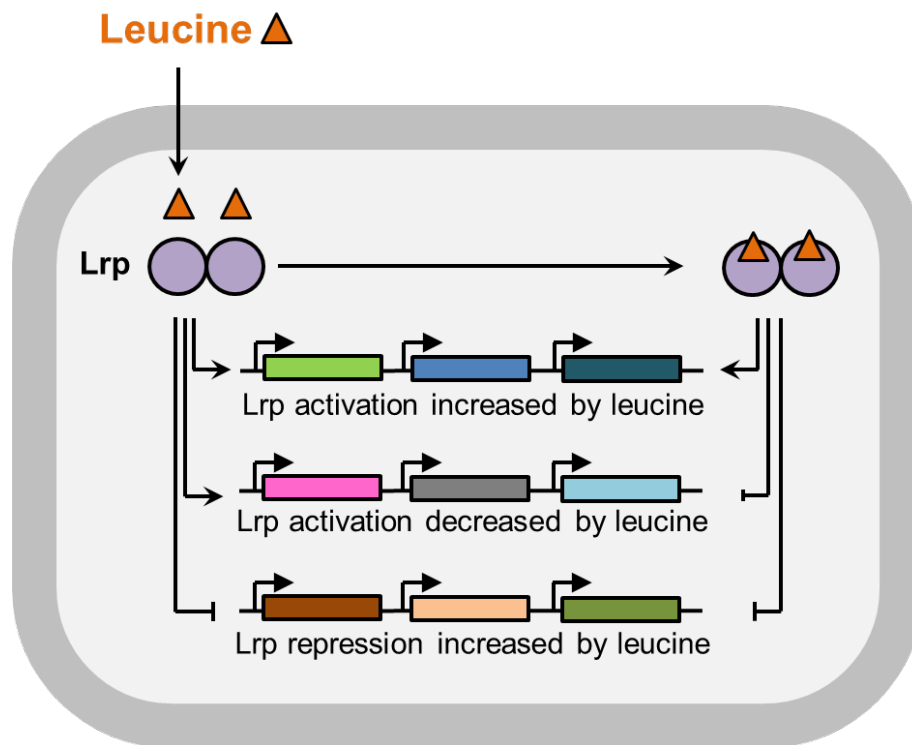 Leucine
Lrp
Lrp activation increased by leucine
Lrp activation decreased by leucine
Lrp repression increased by leucine